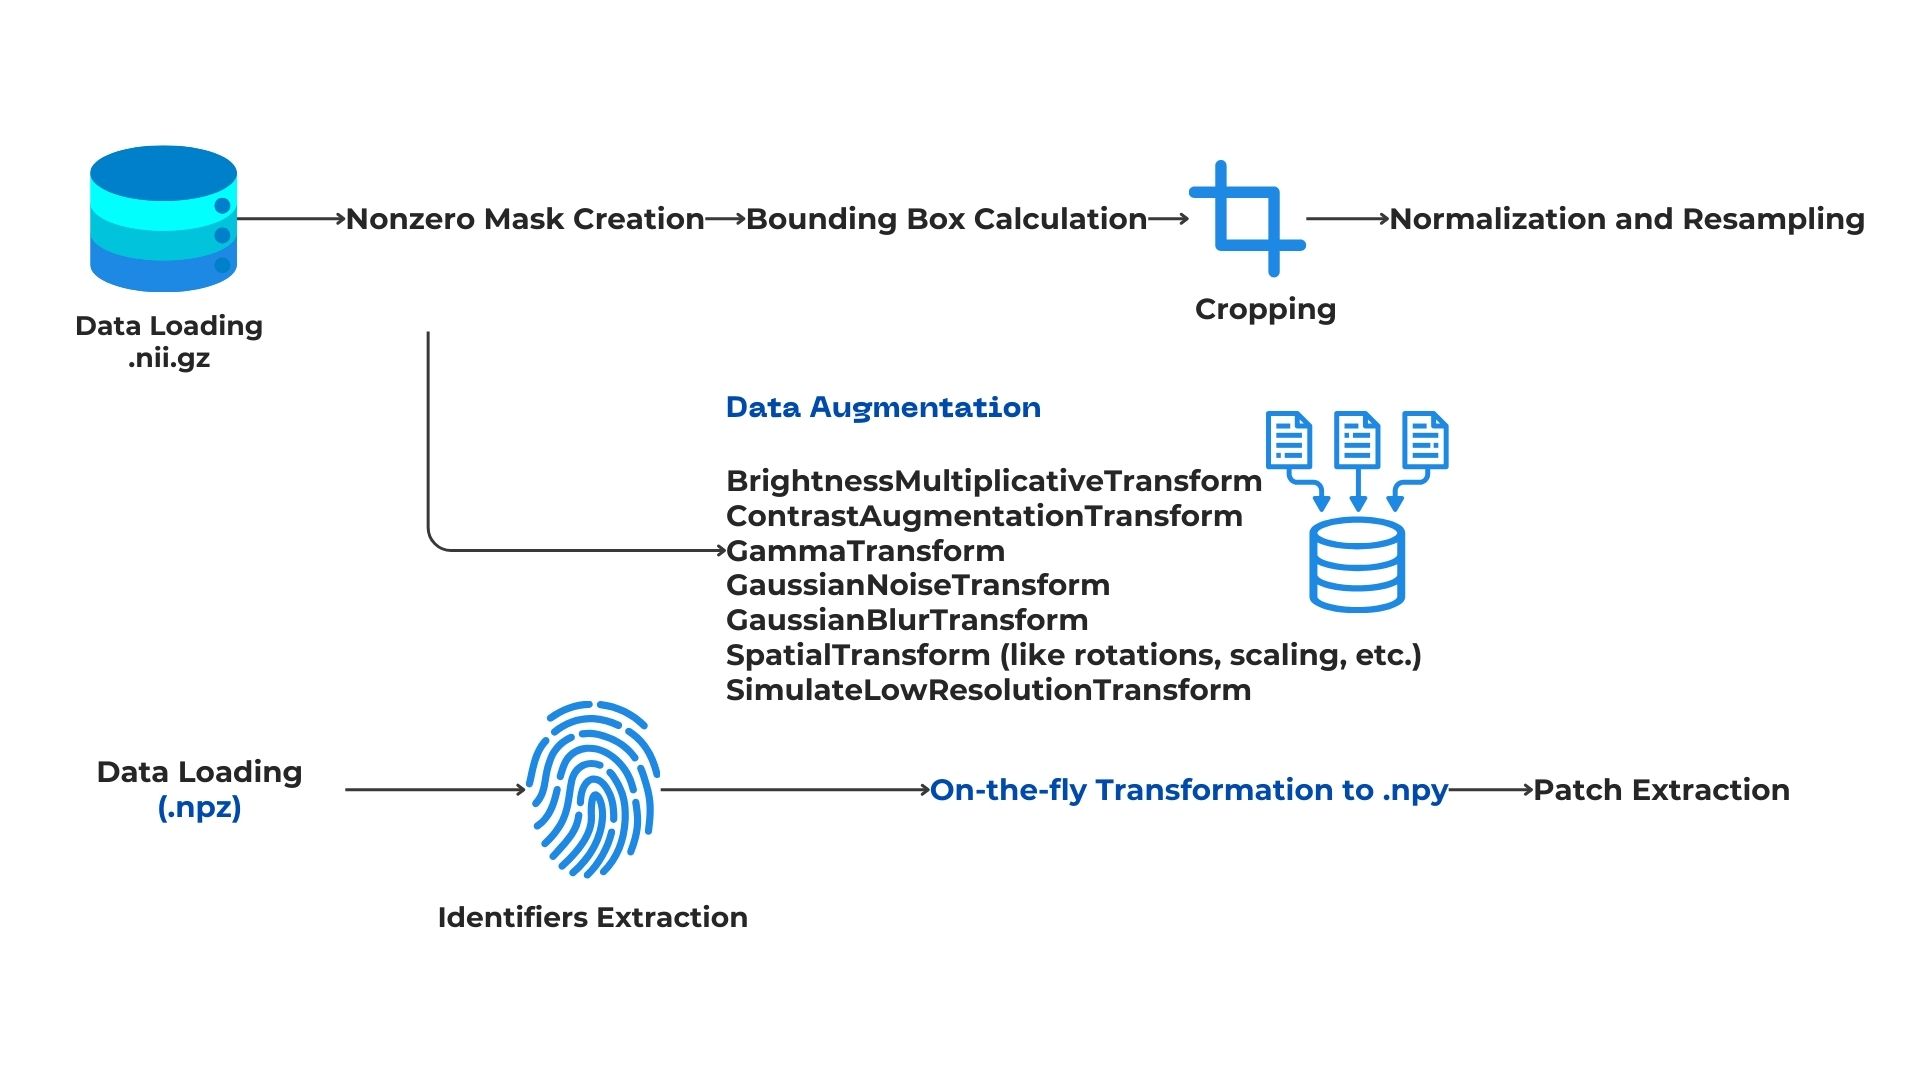 Nonzero Mask Creation
Bounding Box Calculation
Normalization and Resampling
Cropping
Data Loading
.nii.gz
Data Augmentation
BrightnessMultiplicativeTransform
ContrastAugmentationTransform
GammaTransform
GaussianNoiseTransform
GaussianBlurTransform
SpatialTransform (like rotations, scaling, etc.)
SimulateLowResolutionTransform
Data Loading
(.npz)
Identifiers Extraction
On-the-fly Transformation to .npy
Patch Extraction